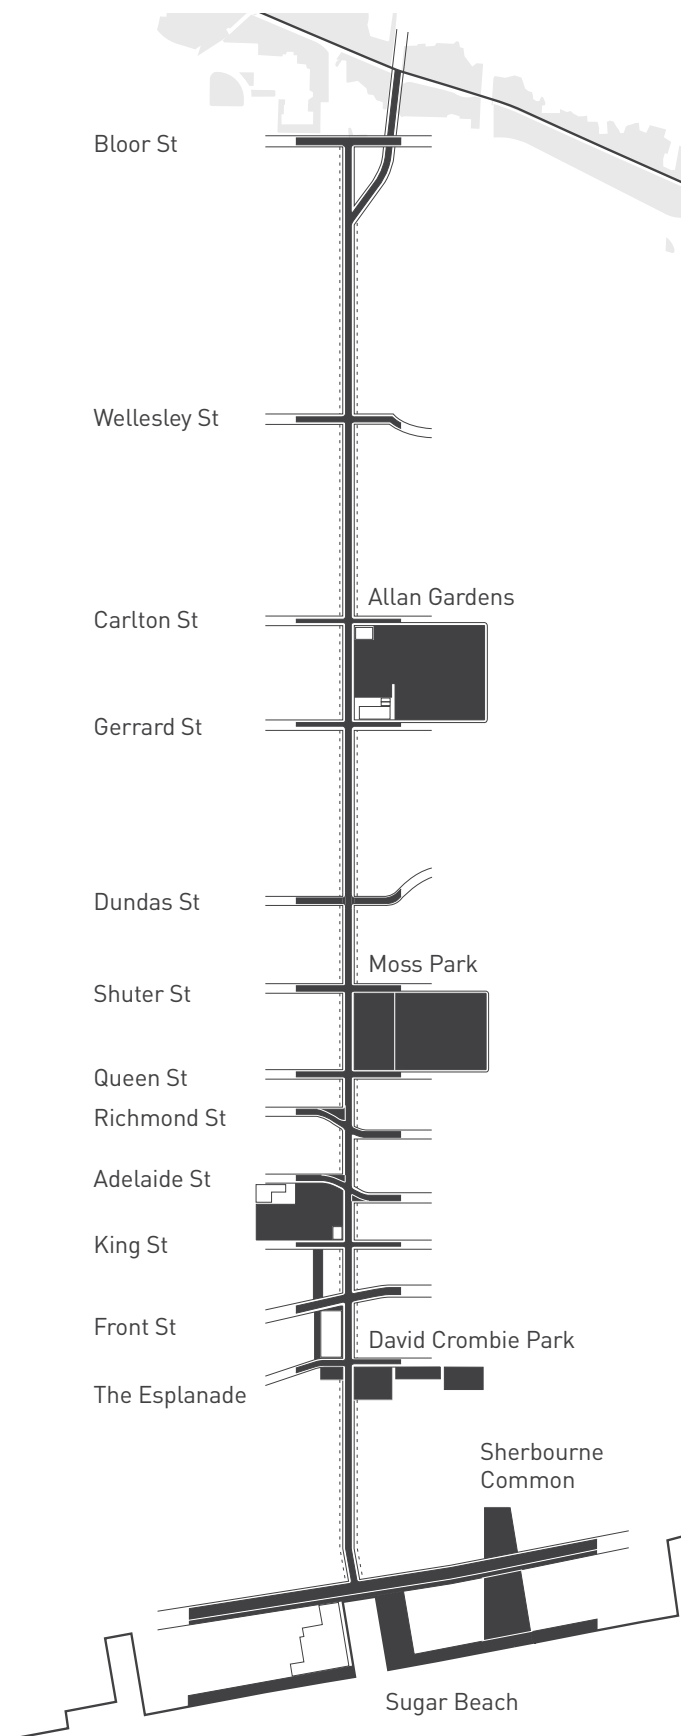 Bloor St
Wellesley St
Allan Gardens
Carlton St
Gerrard St
Dundas St
Moss Park
Shuter St
Queen St
Richmond St
Adelaide St
King St
Front St
David Crombie Park
The Esplanade
Sherbourne
Common
Sugar Beach